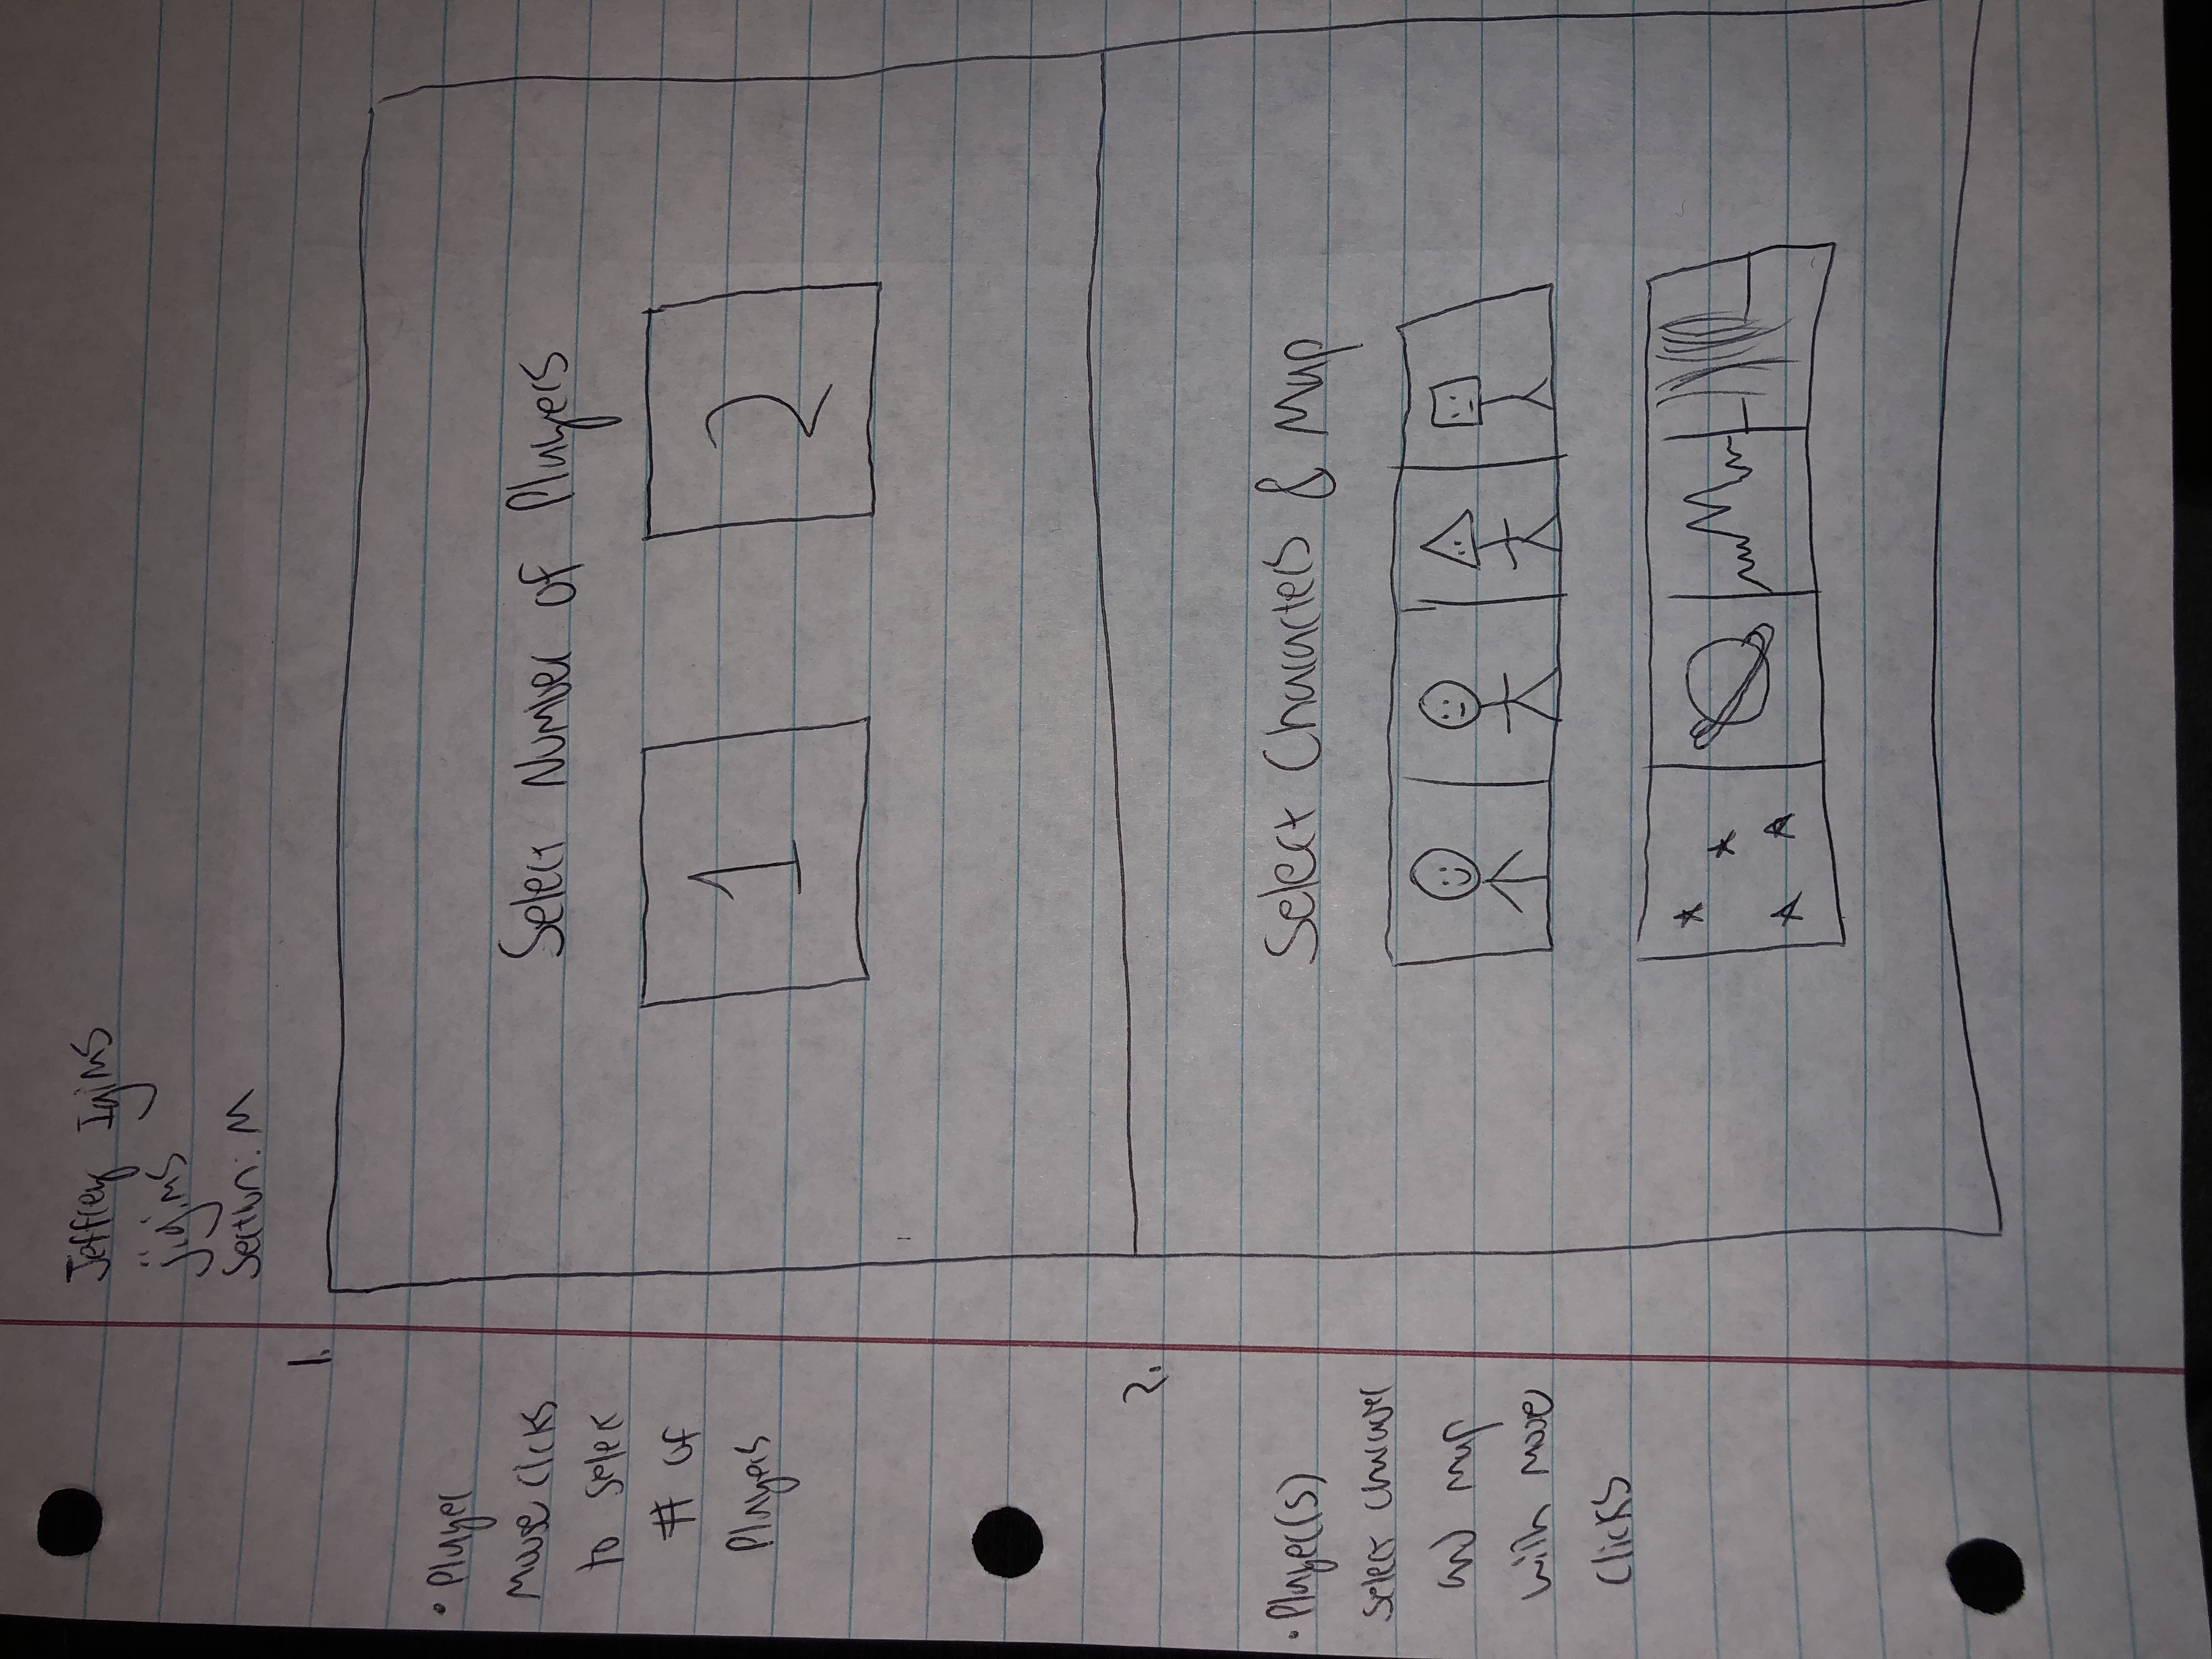 Jeffrey Igims
jigims
Section: M
1.
• Player
Mouse clicks
to select
# of
Players
Select Number of Players
1 2
2.
• Player(s)
select character
and map
with mouse
clicks
Select Characters & Map